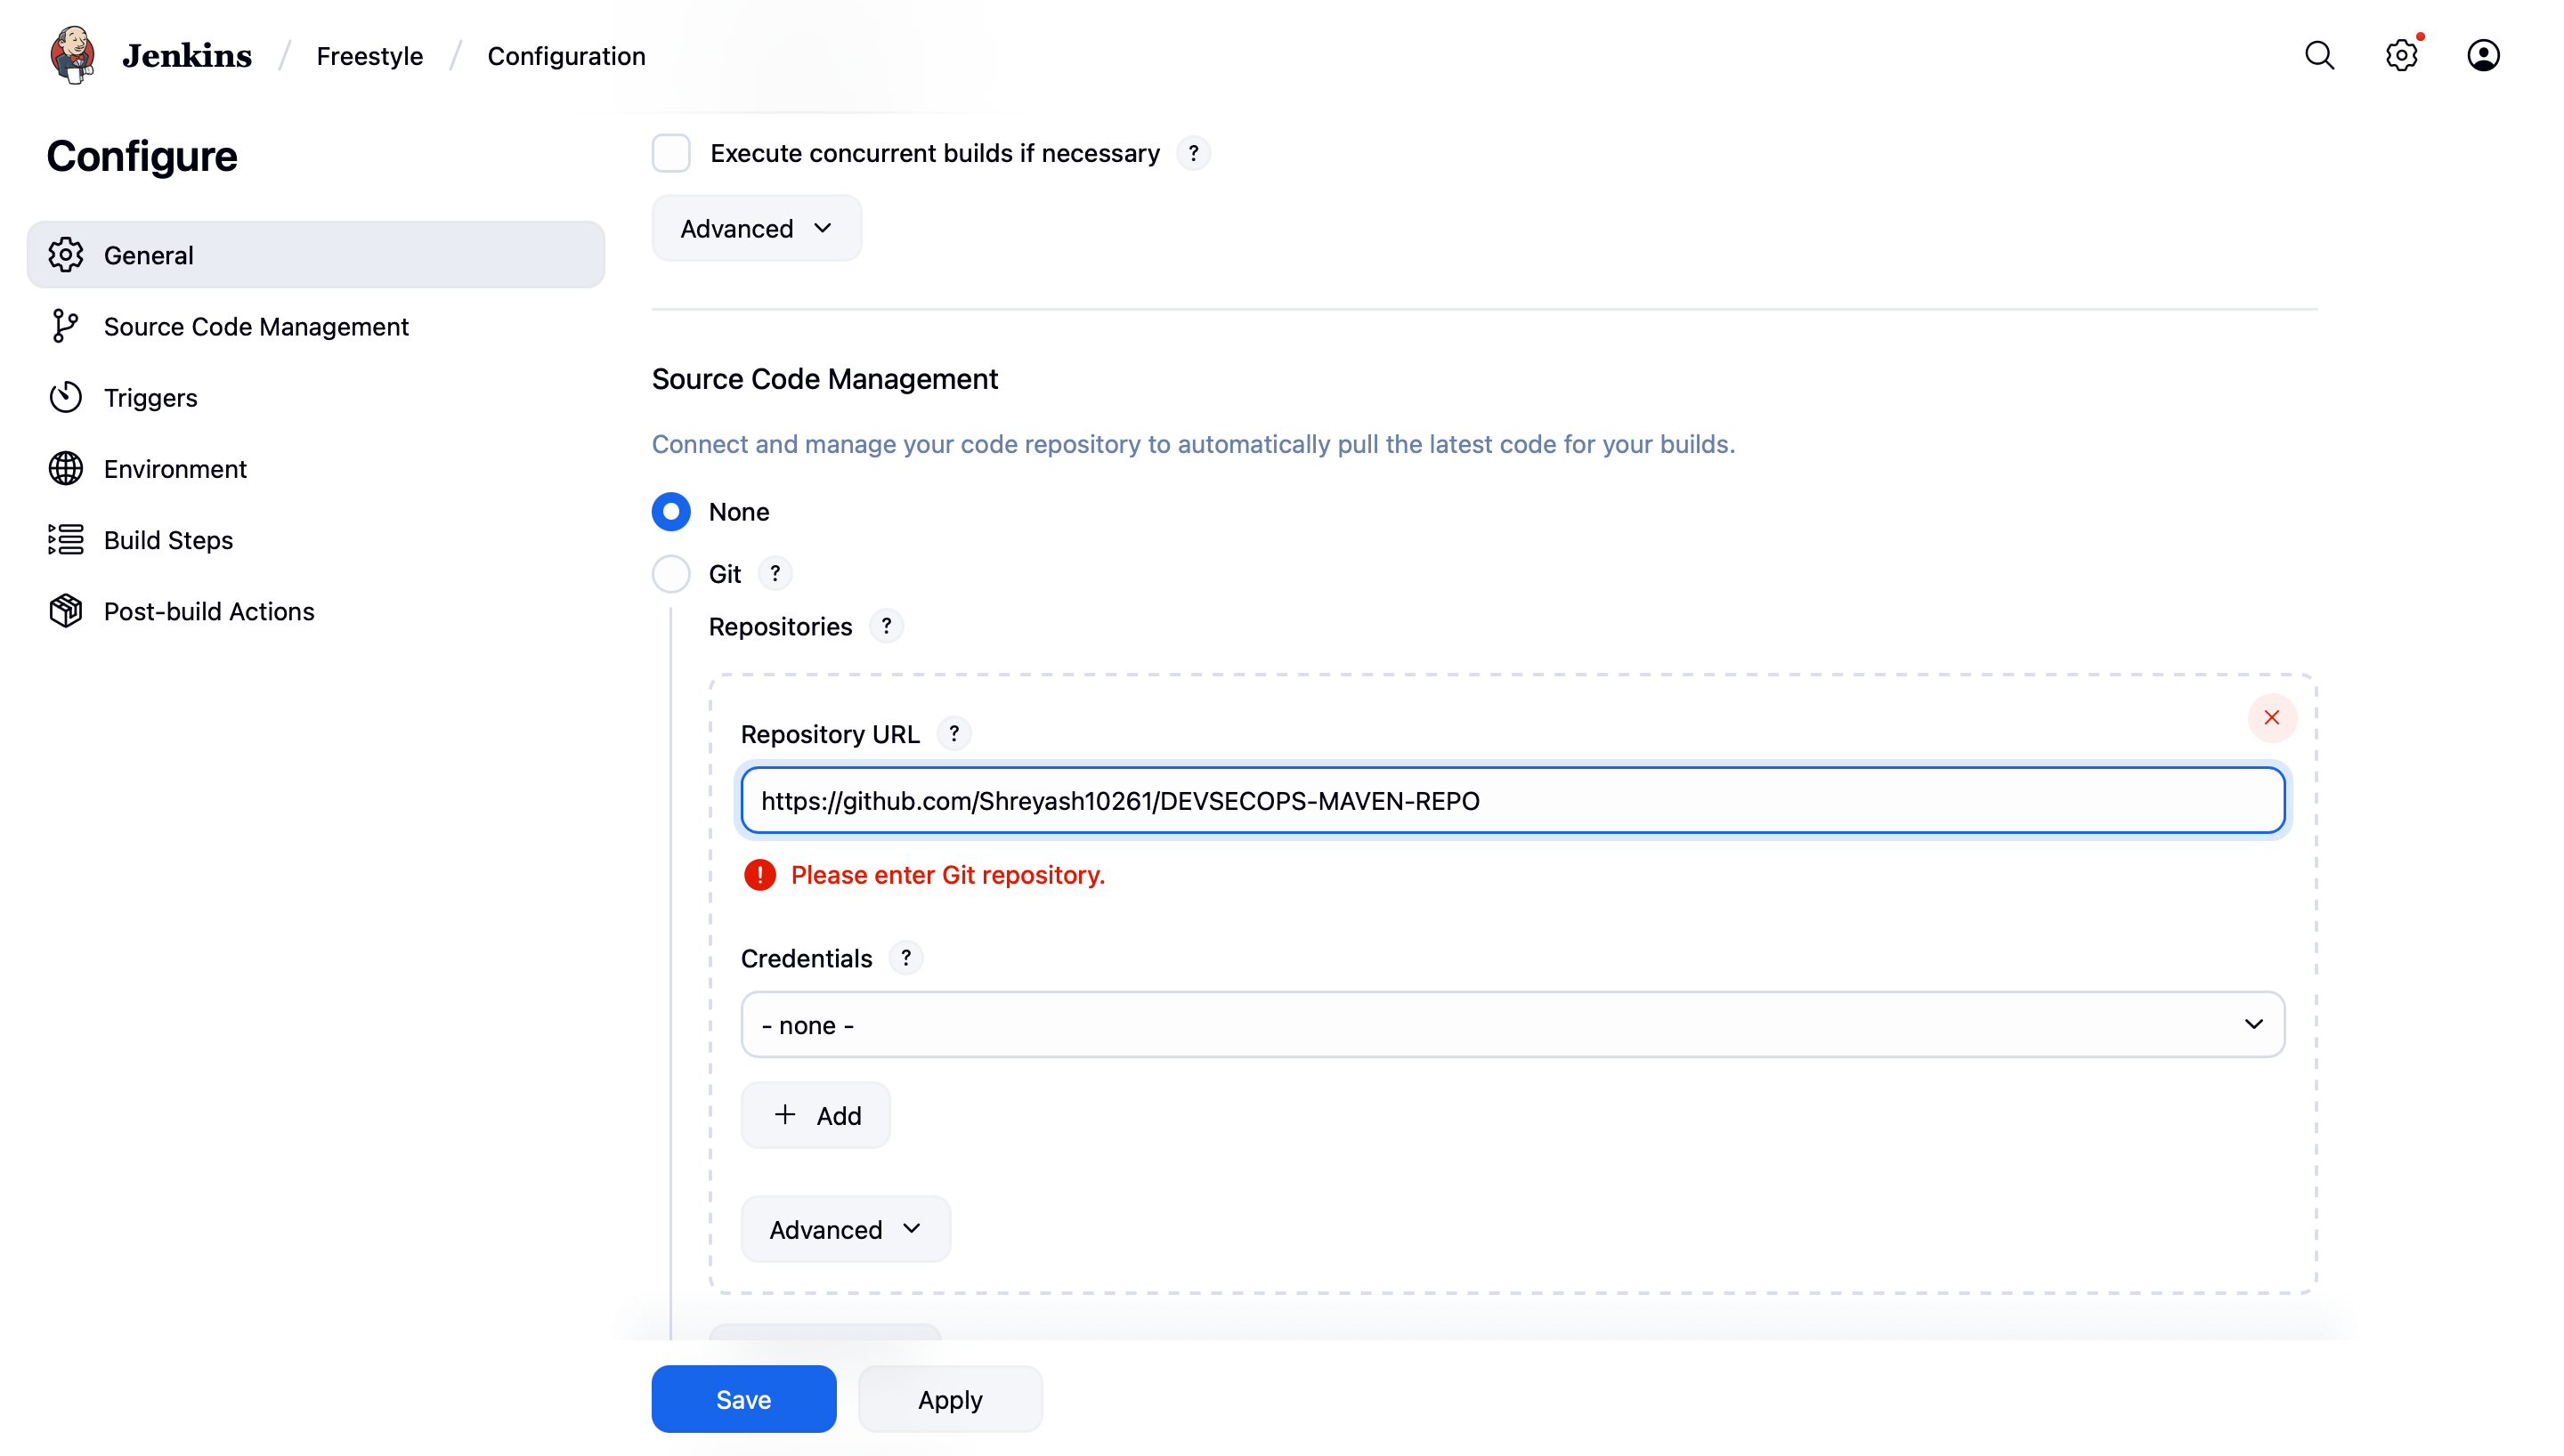 Jenkins / Freestyle / Configuration
Configure
General
Source Code Management
Triggers
Environment
Build Steps
Post-build Actions
Execute concurrent builds if necessary ?
Advanced
Source Code Management
Connect and manage your code repository to automatically pull the latest code for your builds.
None
Git ?
Repositories ?
Repository URL ?
https://github.com/Shreyash10261/DEVSECOPS-MAVEN-REPO
Please enter Git repository.
Credentials ?
- none -
+ Add
Advanced
Save
Apply